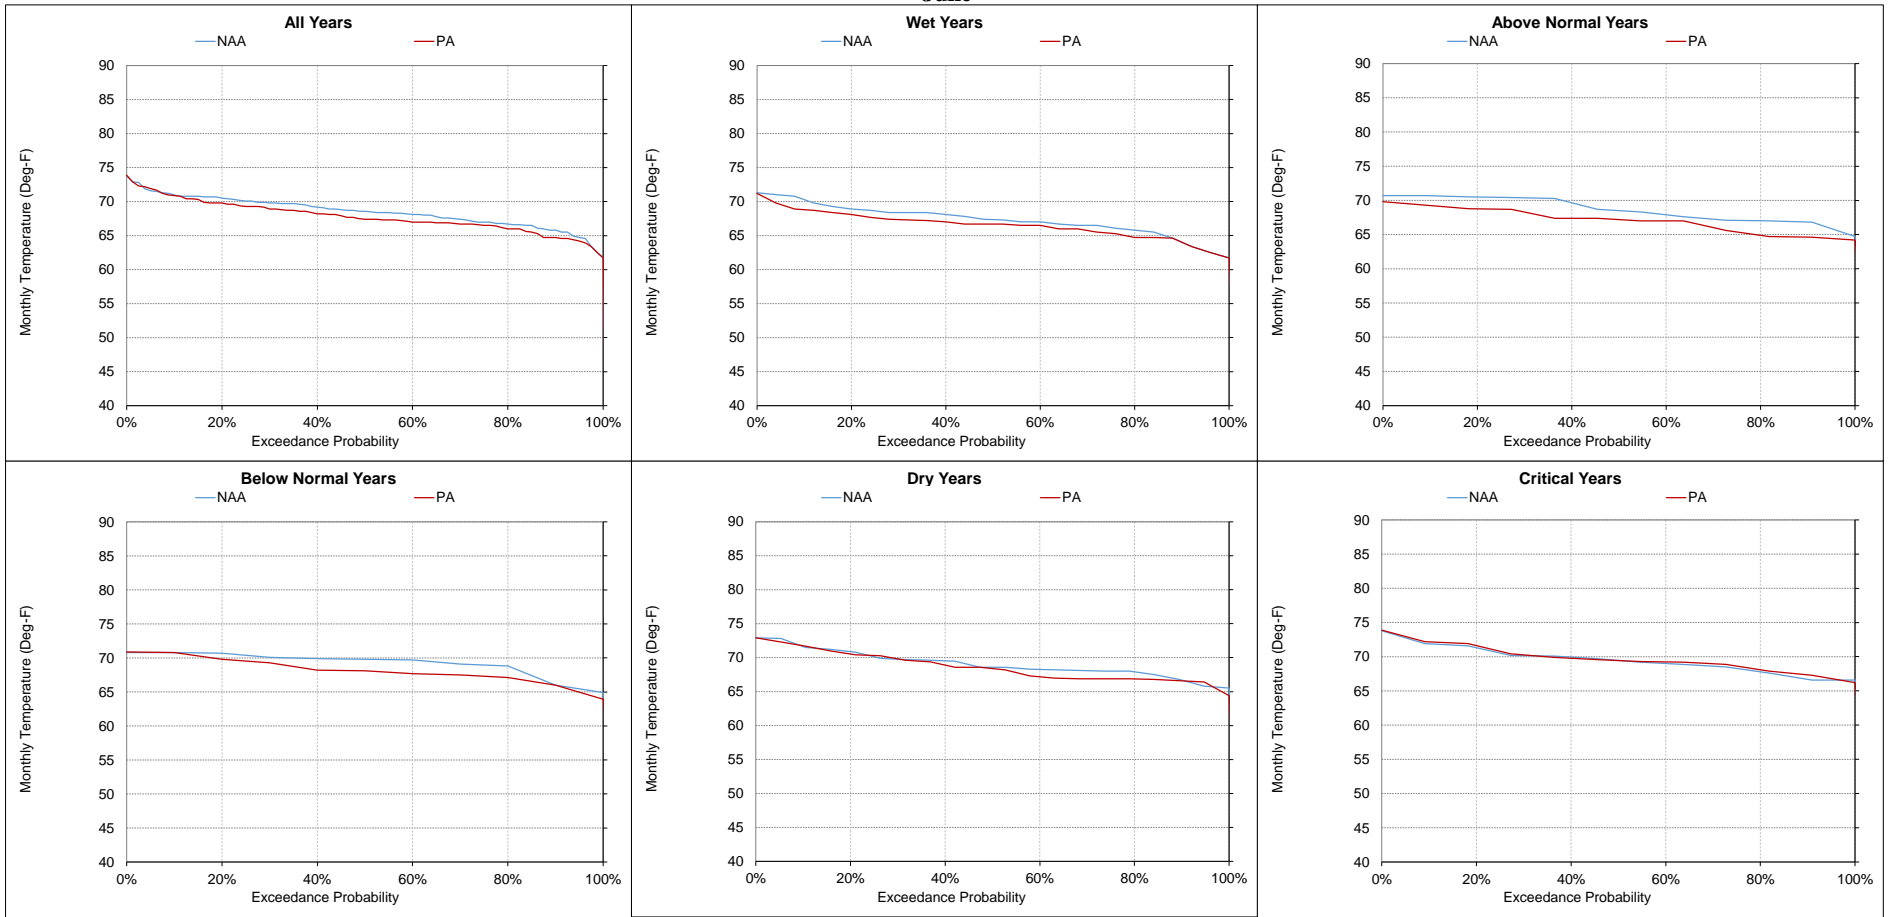 All Years
NAA PA
90
85
80
75
70
65
60
55
50
45
40
0% 20% 40% 60% 80% 100%
Monthly Temperature (Deg-F)
Exceedance Probability
Wet Years
NAA PA
90
85
80
75
70
65
60
55
50
45
40
0% 20% 40% 60% 80% 100%
Monthly Temperature (Deg-F)
Exceedance Probability
Above Normal Years
NAA PA
90
85
80
75
70
65
60
55
50
45
40
0% 20% 40% 60% 80% 100%
Monthly Temperature (Deg-F)
Exceedance Probability
Below Normal Years
NAA PA
90
85
80
75
70
65
60
55
50
45
40
0% 20% 40% 60% 80% 100%
Monthly Temperature (Deg-F)
Exceedance Probability
Dry Years
NAA PA
90
85
80
75
70
65
60
55
50
45
40
0% 20% 40% 60% 80% 100%
Monthly Temperature (Deg-F)
Exceedance Probability
Critical Years
NAA PA
90
85
80
75
70
65
60
55
50
45
40
0% 20% 40% 60% 80% 100%
Monthly Temperature (Deg-F)
Exceedance Probability